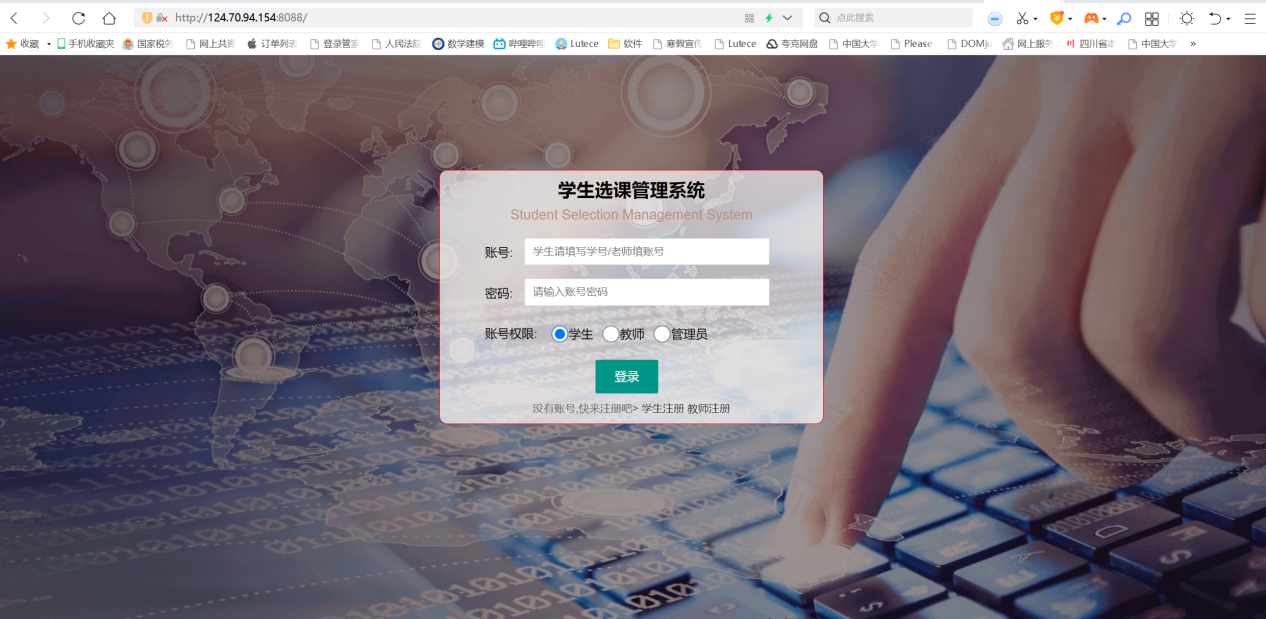 http://124.70.94.154:8088/
点此搜索
收藏 手机收藏夹 国家税务 网上共青 订单列表 登录管家 人民法院 数学建模 哔哩哔哩 Lutece 软件 寒假宣传 Lutece 夸克网盘 中国大学 Please DOMju 网上服务 四川省本 中国大学 »
学生选课管理系统
Student Selection Management System
账号: 学生请填写学号/老师填账号
密码: 请输入账号密码
账号权限: 学生 教师 管理员
登录
没有账号,快来注册吧> 学生注册 教师注册